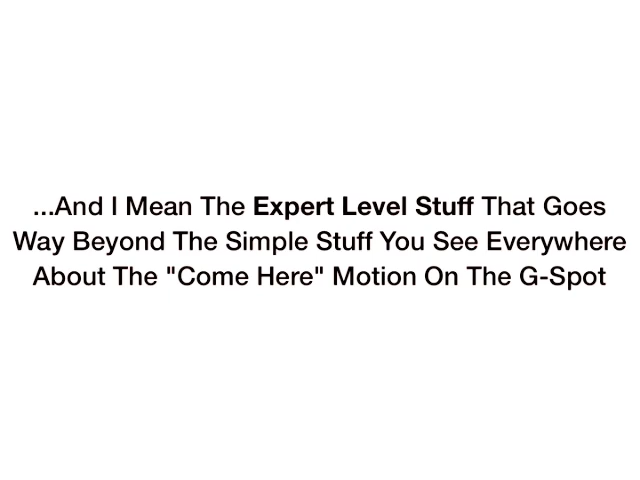 ...And I Mean The Expert Level Stuff That Goes
Way Beyond The Simple Stuff You See Everywhere
About The "Come Here" Motion On The G-Spot